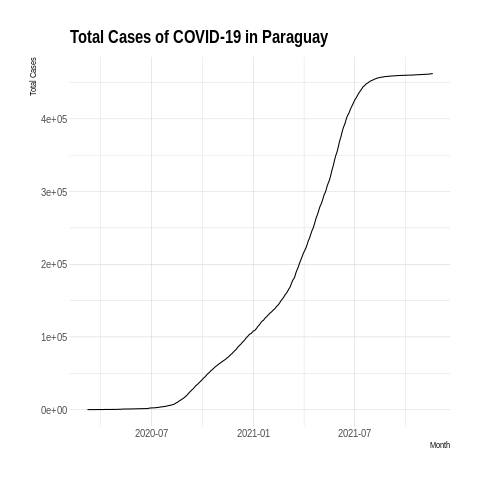 Total Cases of COVID-19 in Paraguay
Total Cases
4e+05
3e+05
2e+05
1e+05
0e+00
2020-07 2021-01 2021-07
Month